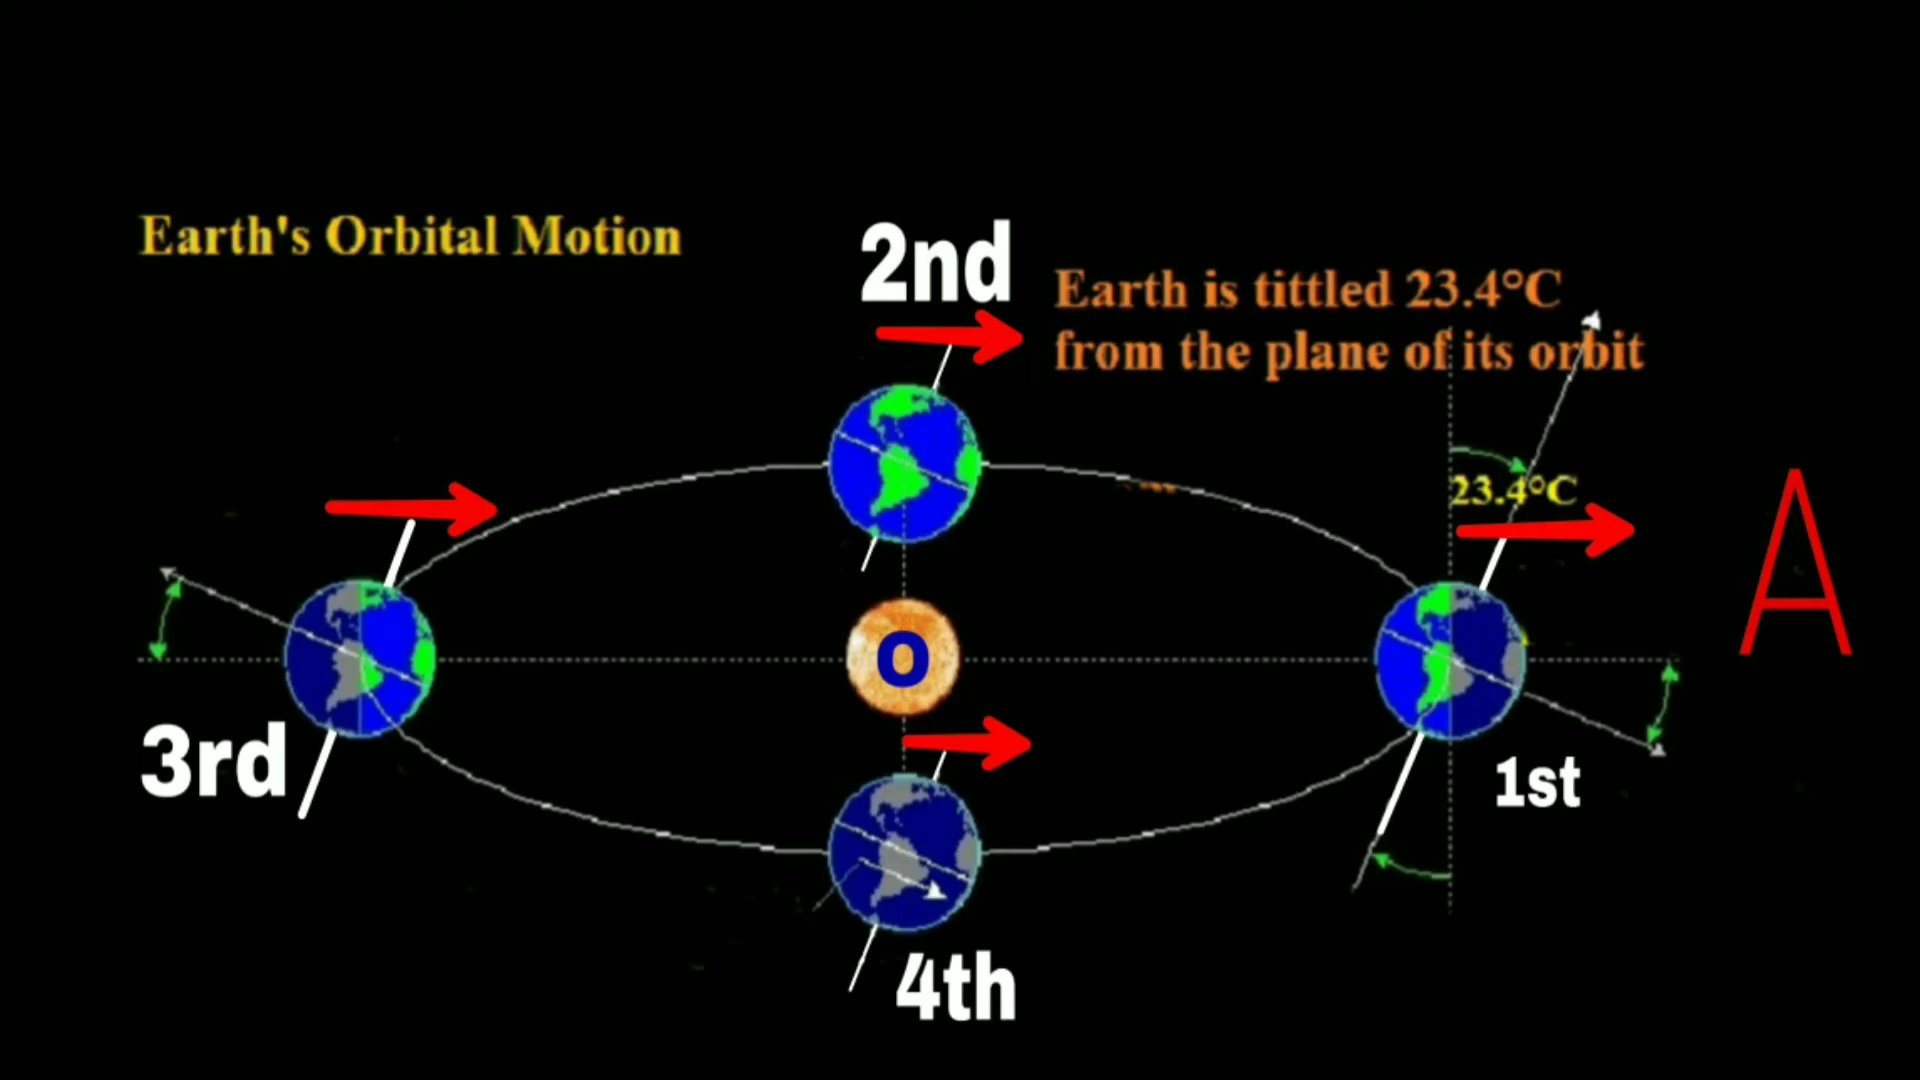 Earth's Orbital Motion
2nd
Earth is tittled 23.4°C
from the plane of its orbit
23.4°C
A
O
3rd
1st
4th